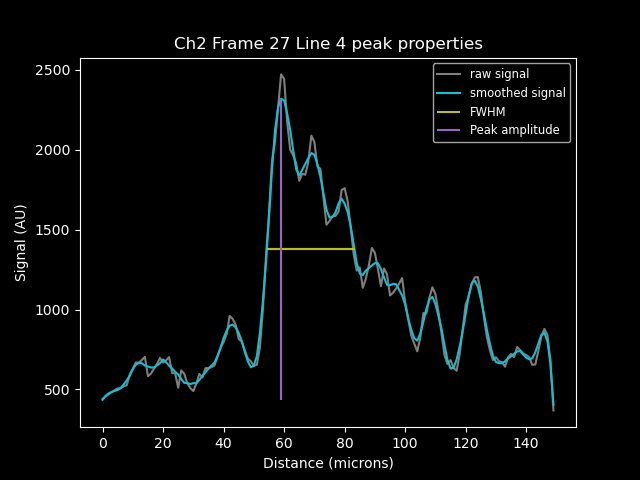 Ch2 Frame 27 Line 4 peak properties
raw signal
smoothed signal
FWHM
Peak amplitude
Signal (AU)
2500
2000
1500
1000
500
0 20 40 60 80 100 120 140
Distance (microns)